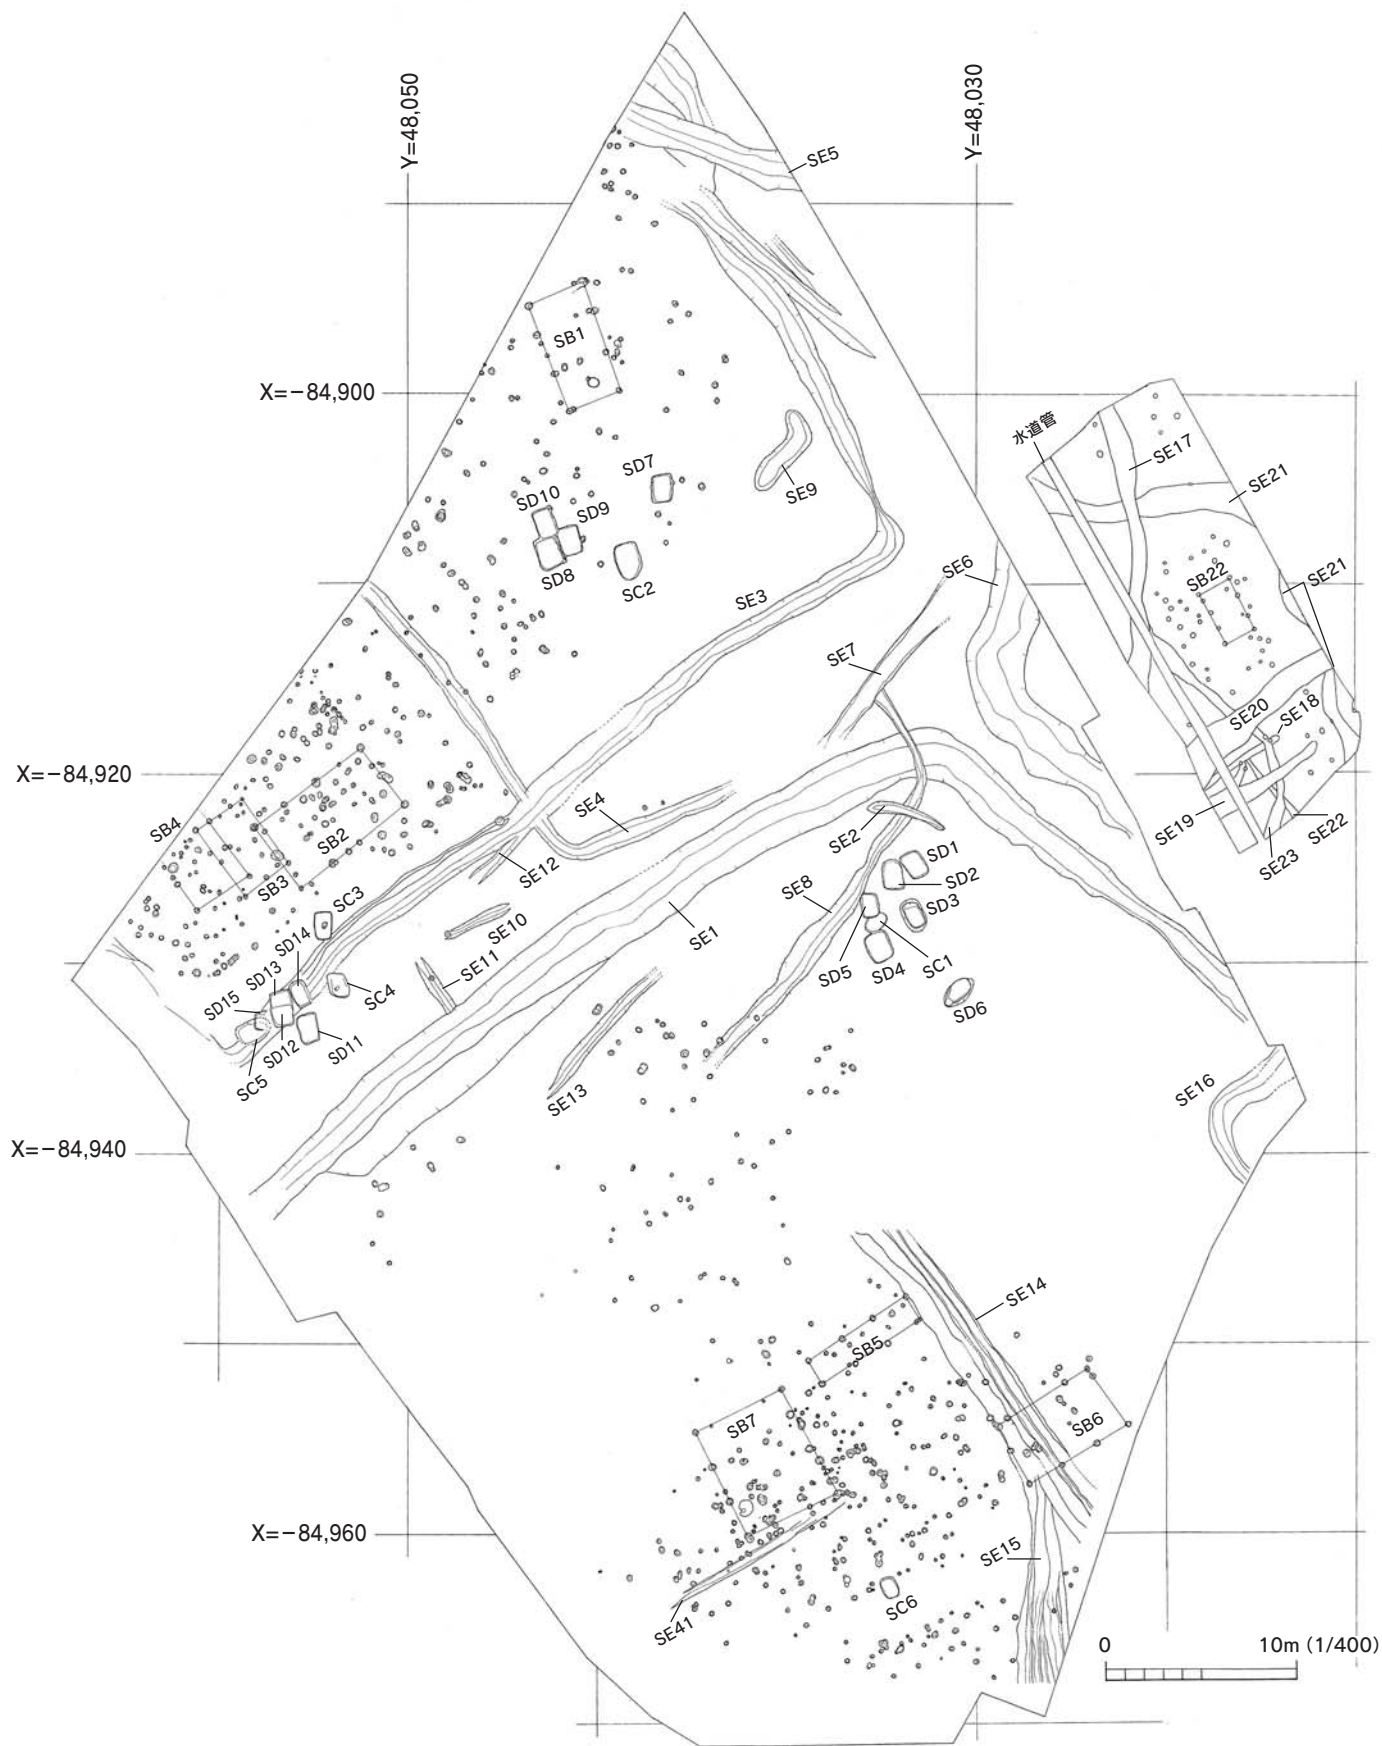 Y=48,050
Y=48,030
SE5
SB1
X=−84,900
水道管
SE17
SE21
SD7
SE9
SD10
SD9
SD8
SC2
SE3
SE6
SB22
SE21
SE7
SE20
SE18
X=−84,920
SE4
SB4
SB2
SB3
SE12
SE2
SE19
SE22
SE23
SD1
SD2
SC3
SE8
SD3
SD14
SE10
SE1
SD13
SE11
SD5
SC1
SD4
SD15
SC4
SD6
SD12
SD11
SC5
SE13
SE16
X=−84,940
SE14
SB5
SB7
SB6
X=−84,960
SE15
SC6
SE41
0 10m (1/400)